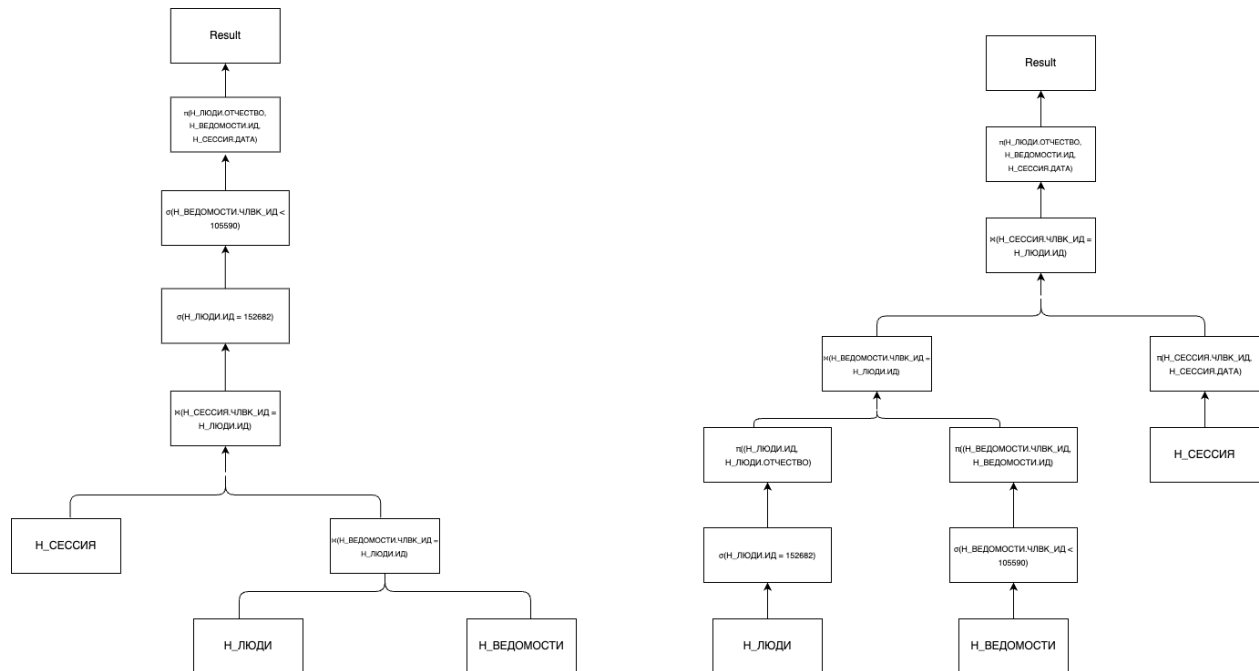 Result
π(Н_ЛЮДИ.ОТЧЕСТВО,
Н_ВЕДОМОСТИ.ИД,
Н_СЕССИЯ.ДАТА)
σ(Н_ВЕДОМОСТИ.ЧЛВК_ИД <
105590)
σ(Н_ЛЮДИ.ИД = 152682)
⋈(Н_СЕССИЯ.ЧЛВК_ИД =
Н_ЛЮДИ.ИД)
Н_СЕССИЯ
⋈(Н_ВЕДОМОСТИ.ЧЛВК_ИД =
Н_ЛЮДИ.ИД)
Н_ЛЮДИ
Н_ВЕДОМОСТИ
Result
π(Н_ЛЮДИ.ОТЧЕСТВО,
Н_ВЕДОМОСТИ.ИД,
Н_СЕССИЯ.ДАТА)
⋈(Н_СЕССИЯ.ЧЛВК_ИД =
Н_ЛЮДИ.ИД)
⋈(Н_ВЕДОМОСТИ.ЧЛВК_ИД =
Н_ЛЮДИ.ИД)
π(Н_СЕССИЯ.ЧЛВК_ИД,
Н_СЕССИЯ.ДАТА)
π((Н_ЛЮДИ.ИД,
Н_ЛЮДИ.ОТЧЕСТВО)
π((Н_ВЕДОМОСТИ.ЧЛВК_ИД,
Н_ВЕДОМОСТИ.ИД)
Н_СЕССИЯ
σ(Н_ЛЮДИ.ИД = 152682)
σ(Н_ВЕДОМОСТИ.ЧЛВК_ИД <
105590)
Н_ЛЮДИ
Н_ВЕДОМОСТИ